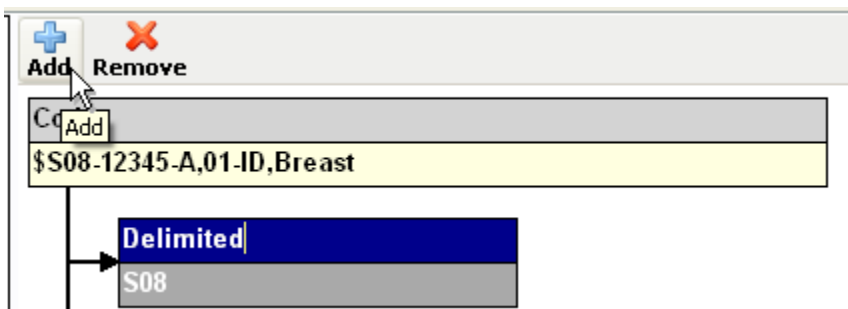 Add Remove
Add
$S08-12345-A,01-ID,Breast
Delimited
S08